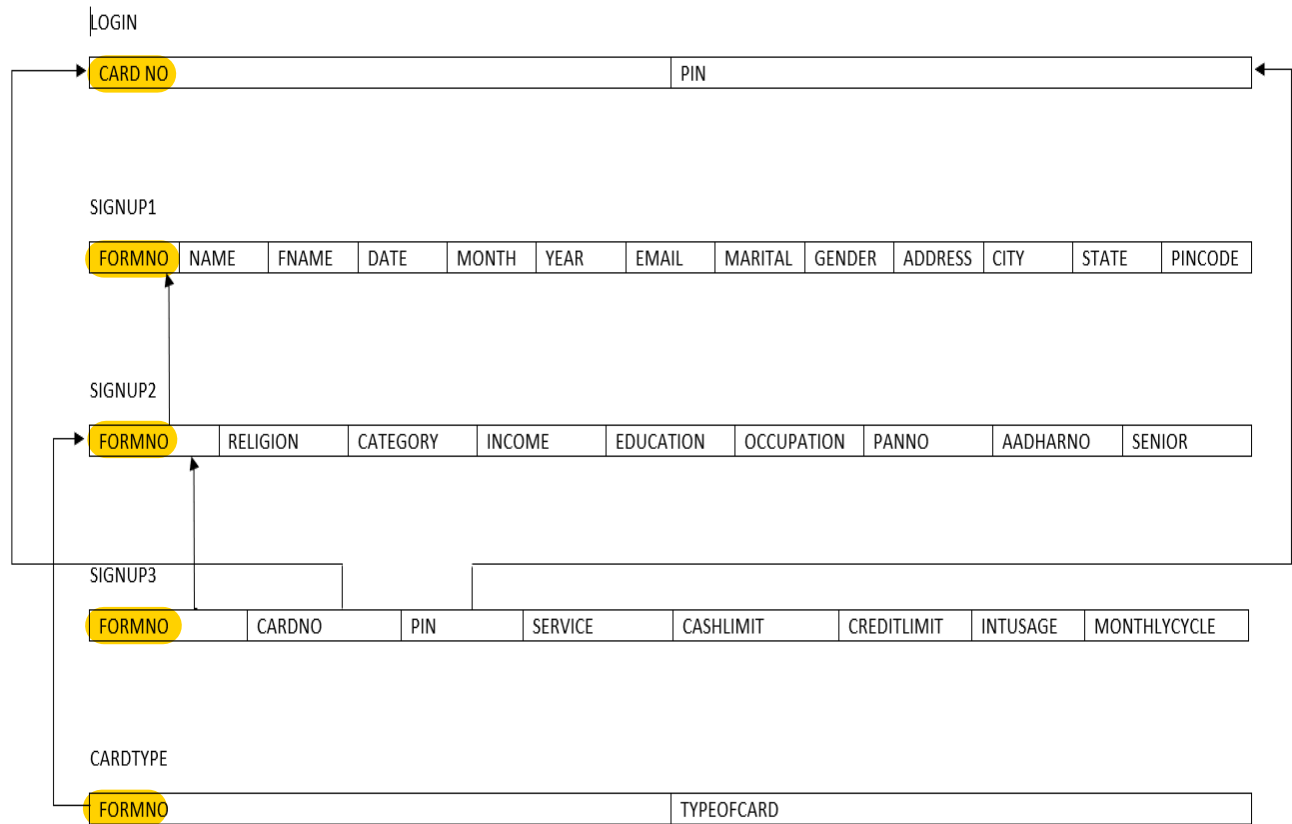 LOGIN
CARD NO PIN
SIGNUP1
FORMNO NAME FNAME DATE MONTH YEAR EMAIL MARITAL GENDER ADDRESS CITY STATE PINCODE
SIGNUP2
FORMNO RELIGION CATEGORY INCOME EDUCATION OCCUPATION PANNO AADHARNO SENIOR
SIGNUP3
FORMNO CARDNO PIN SERVICE CASHLIMIT CREDITLIMIT INTUSAGE MONTHLYCYCLE
CARDTYPE
FORMNO TYPEOFCARD